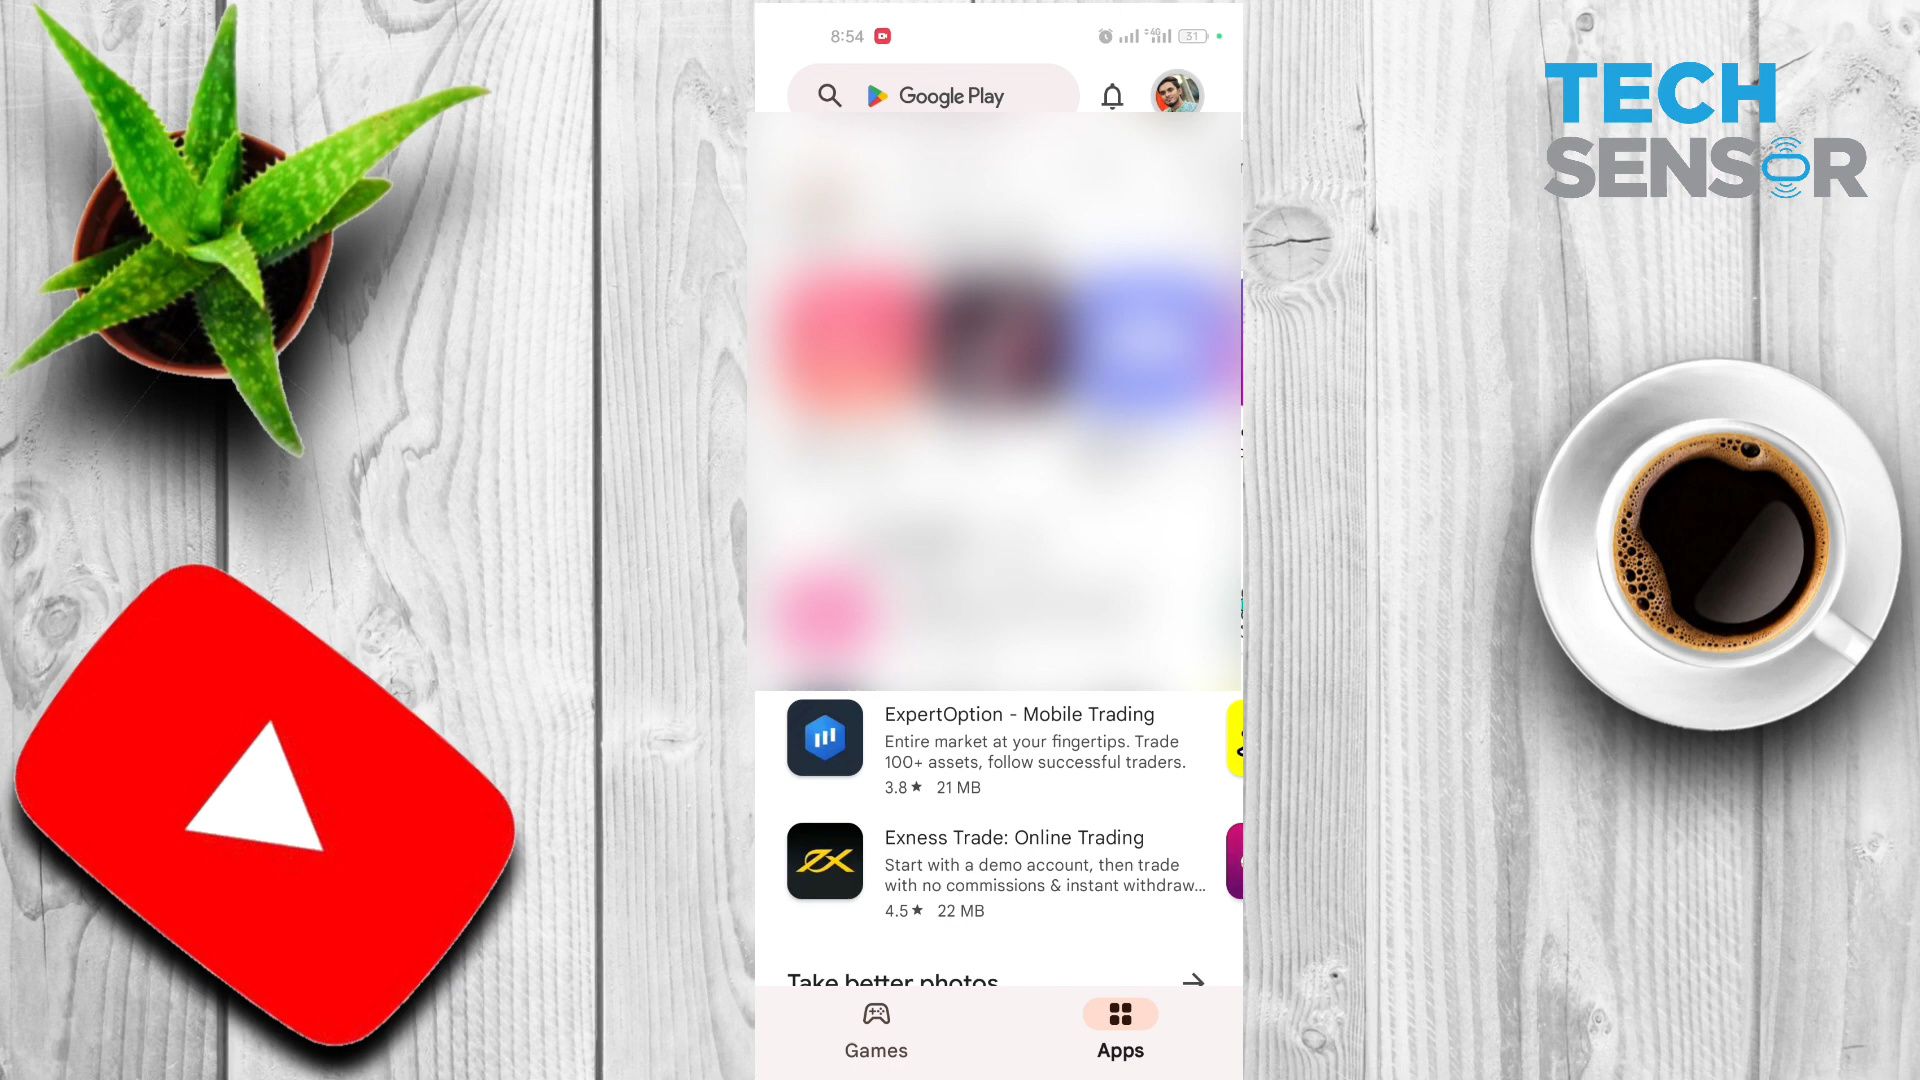 8:54
4G
31
Google Play
TECH
SENSOR
ExpertOption - Mobile Trading
Entire market at your fingertips. Trade
100+ assets, follow successful traders.
3.8★ 21 MB
Exness Trade: Online Trading
Start with a demo account, then trade
with no commissions & instant withdraw...
4.5★ 22 MB
Take better photos
Games
Apps